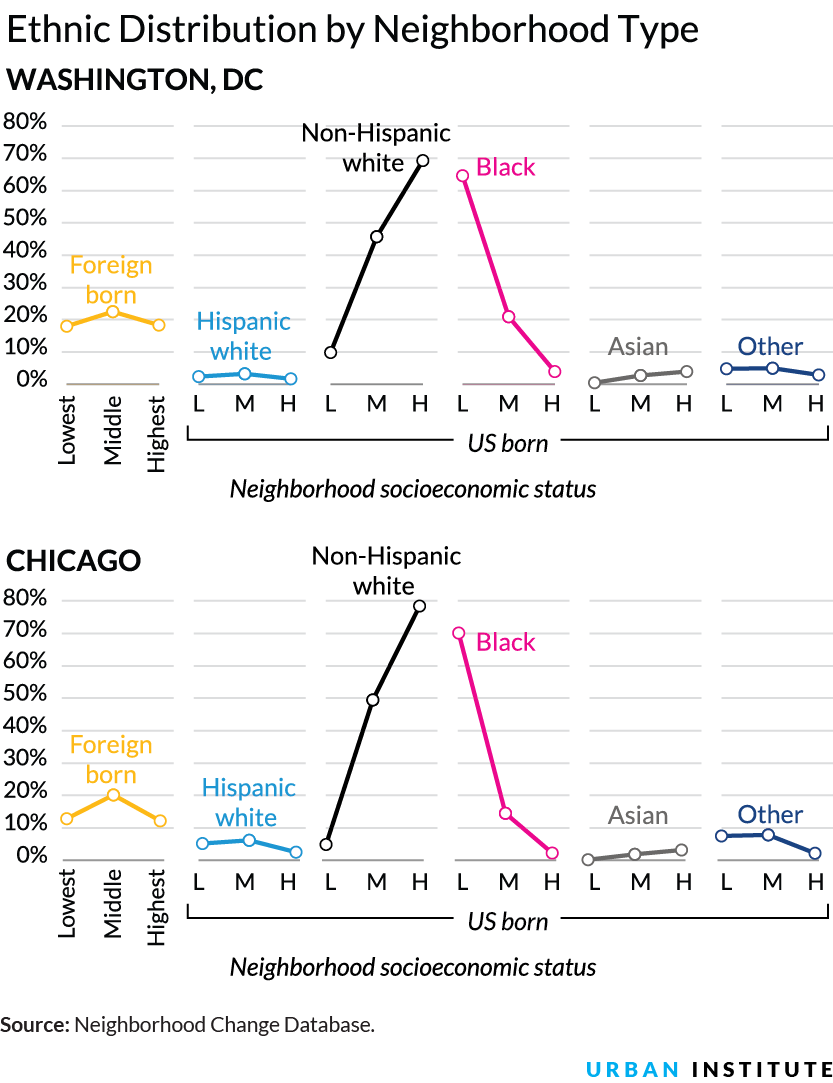 Ethnic Distribution by Neighborhood Type
WASHINGTON, DC
80%
70%
60%
50%
40%
30%
20%
10%
0%
Foreign
born
Hispanic
white
Non-Hispanic
white
Black
Asian
Other
Lowest
Middle
Highest
L M H L M H L M H L M H L M H
US born
Neighborhood socioeconomic status
CHICAGO
80%
70%
60%
50%
40%
30%
20%
10%
0%
Foreign
born
Hispanic
white
Non-Hispanic
white
Black
Asian
Other
Lowest
Middle
Highest
L M H L M H L M H L M H L M H
US born
Neighborhood socioeconomic status
Source: Neighborhood Change Database.
URBAN INSTITUTE